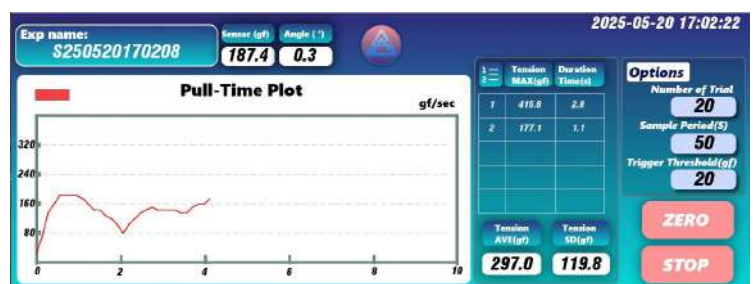 2025-05-20 17:02:22
Exp name:
S250520170208
Sensor (gf)
187.4
Angle (°)
0.3
Pull-Time Plot
gf/sec
320
240
160
80
0 2 4 6 8 10
1
2
Tension MAX(gf)
Duration Time(s)
1 415.8 2.8
2 177.1 1.1
Tension AVE(gf)
297.0
Tension SD(gf)
119.8
Options
Number of Trial
20
Sample Period(S)
50
Trigger Threshold(gf)
20
ZERO
STOP